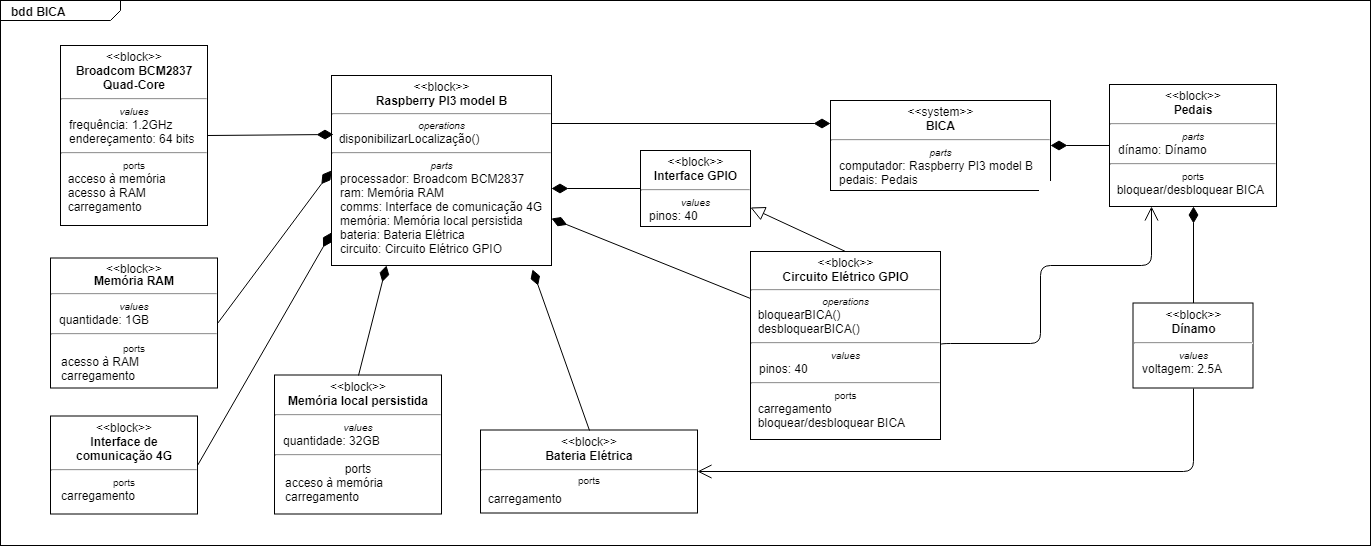 bdd BICA
<<block>>
Broadcom BCM2837
Quad-Core
values
frequência: 1.2GHz
endereçamento: 64 bits
ports
acceso à memória
acesso à RAM
carregamento
<<block>>
Raspberry PI3 model B
operations
disponibilizarLocalização()
parts
processador: Broadcom BCM2837
ram: Memória RAM
comms: Interface de comunicação 4G
memória: Memória local persistida
bateria: Bateria Elétrica
circuito: Circuito Elétrico GPIO
<<block>>
Interface GPIO
values
pinos: 40
<<system>>
BICA
parts
computador: Raspberry PI3 model B
pedais: Pedais
<<block>>
Pedais
parts
dínamo: Dínamo
ports
bloquear/desbloquear BICA
<<block>>
Memória RAM
values
quantidade: 1GB
ports
acesso à RAM
carregamento
<<block>>
Circuito Elétrico GPIO
operations
bloquearBICA()
desbloquearBICA()
values
pinos: 40
ports
carregamento
bloquear/desbloquear BICA
<<block>>
Dínamo
values
voltagem: 2.5A
<<block>>
Interface de
comunicação 4G
ports
carregamento
<<block>>
Memória local persistida
values
quantidade: 32GB
ports
acceso à memória
carregamento
<<block>>
Bateria Elétrica
ports
carregamento